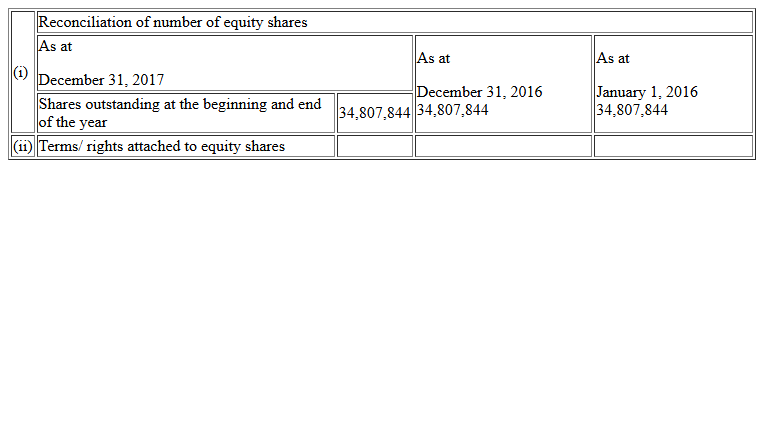 (i)
Reconciliation of number of equity shares
As at
December 31, 2017
As at
December 31, 2016
34,807,844
As at
January 1, 2016
34,807,844
Shares outstanding at the beginning and end
of the year
34,807,844
(ii) Terms/ rights attached to equity shares